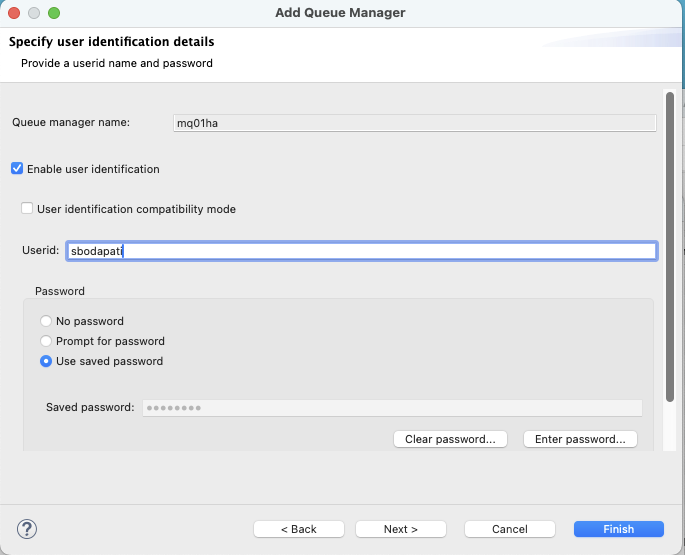 Add Queue Manager
Specify user identification details
Provide a userid name and password
Queue manager name: mq01ha
Enable user identification
User identification compatibility mode
Userid: sbodapati
Password
No password
Prompt for password
Use saved password
Saved password: ●●●●●●●●
Clear password... Enter password...
? < Back Next > Cancel Finish